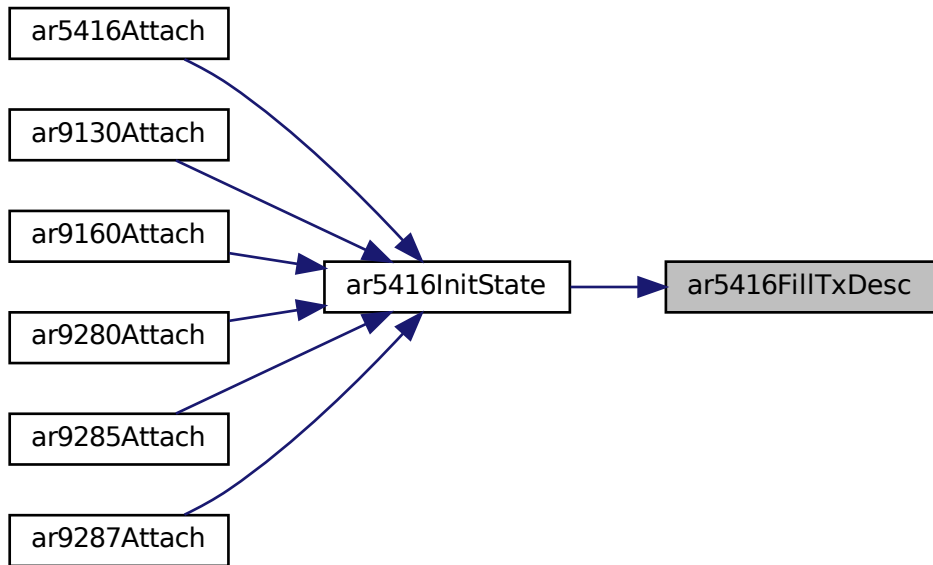 ar5416Attach
ar9130Attach
ar9160Attach
ar5416InitState
ar5416FillTxDesc
ar9280Attach
ar9285Attach
ar9287Attach